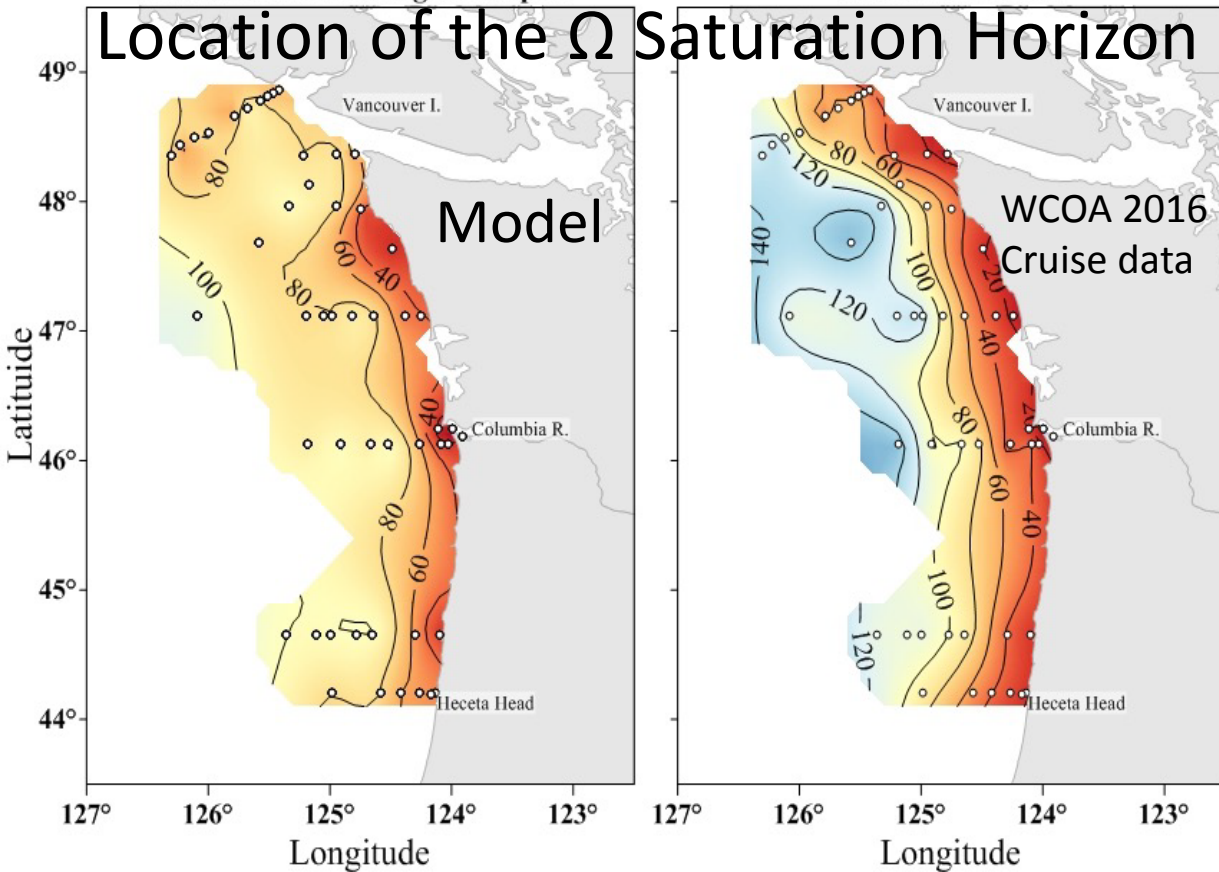 Location of the Ω Saturation Horizon
49°
48°
47°
46°
45°
44°
Latituide
Vancouver I.
Model
80
100
80
60
40
40
Columbia R.
80
60
Heceta Head
127°
126°
125°
124°
123°
Longitude
Vancouver I.
WCOA 2016
Cruise data
80
60
120
140
100
20
120
40
20
Columbia R.
80
60
40
100
120
Heceta Head
127°
126°
125°
124°
123°
Longitude